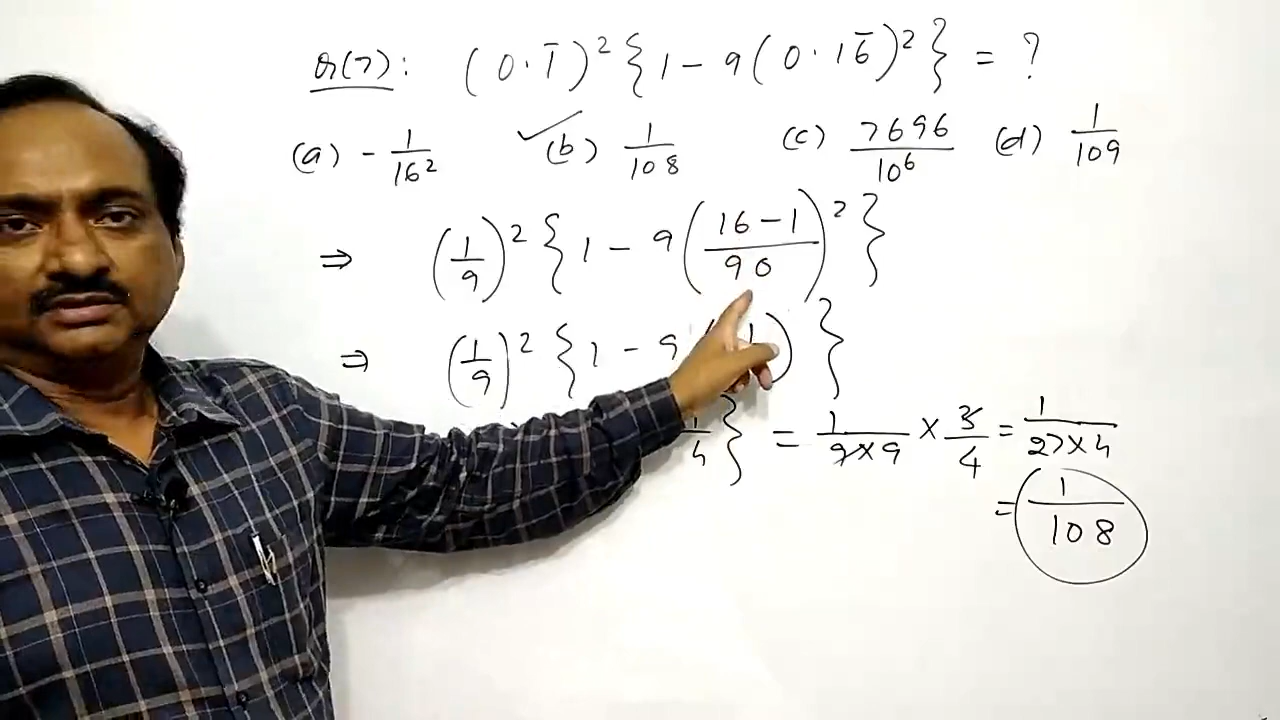 Q(7): (0.1̅)² {1 - 9(0.16̅)²} = ?
(a) - 1/16² (b) 1/108 (c) 7696/10⁶ (d) 1/109
⇒ (1/9)² {1 - 9((16-1)/90)²}
⇒ (1/9)² {1 - 9 ( 1 ) }
1/4} = 1/(9×9) × 3/4 = 1/(27×4)
= 1/108